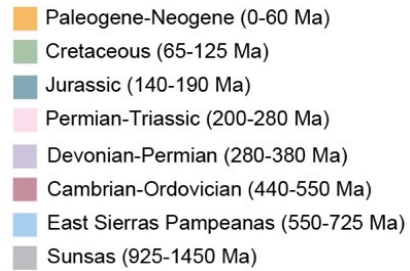 Paleogene-Neogene (0-60 Ma)
Cretaceous (65-125 Ma)
Jurassic (140-190 Ma)
Permian-Triassic (200-280 Ma)
Devonian-Permian (280-380 Ma)
Cambrian-Ordovician (440-550 Ma)
East Sierras Pampeanas (550-725 Ma)
Sunsas (925-1450 Ma)